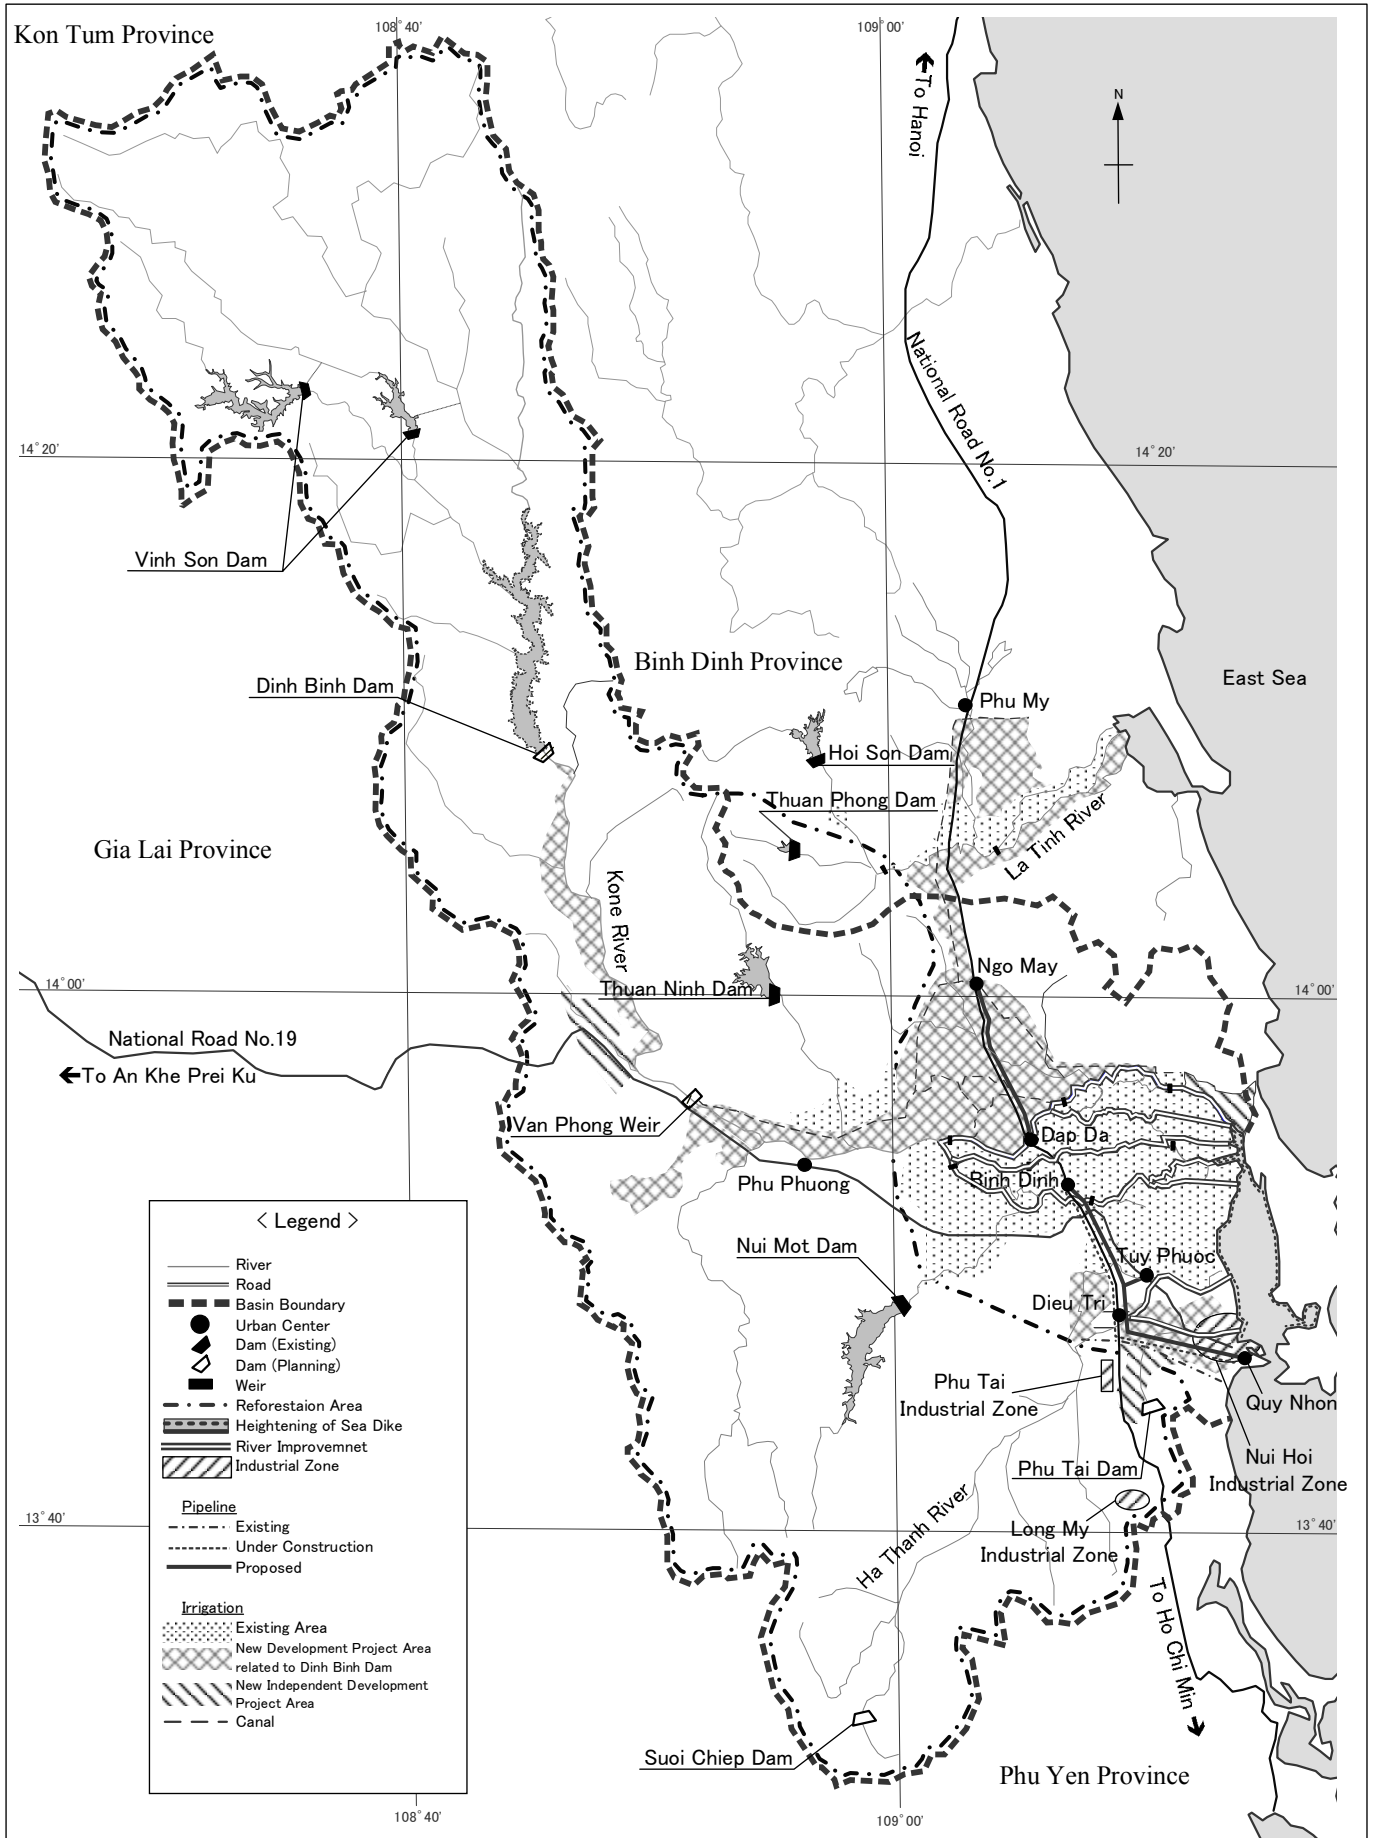 108°40'
109°00'
Kon Tum Province
To Hanoi
N
National Road No.1
14°20'
14°20'
Vinh Son Dam
Binh Dinh Province
East Sea
Dinh Binh Dam
Phu My
Hoi Son Dam
Thuan Phong Dam
La Tinh River
Gia Lai Province
Kone River
Ngo May
Thuan Ninh Dam
14°00'
14°00'
National Road No.19
To An Khe Prei Ku
Van Phong Weir
Dap Da
Binh Dinh
Phu Phuong
Nui Mot Dam
Tuy Phuoc
Dieu Tri
Phu Tai
Industrial Zone
Quy Nhon
Nui Hoi
Industrial Zone
Phu Tai Dam
Ha Thanh River
Long My
Industrial Zone
13°40'
13°40'
To Ho Chi Min
Suoi Chiep Dam
Phu Yen Province
< Legend >
River
Road
Basin Boundary
Urban Center
Dam (Existing)
Dam (Planning)
Weir
Reforestaion Area
Heightening of Sea Dike
River Improvemnet
Industrial Zone
Pipeline
Existing
Under Construction
Proposed
Irrigation
Existing Area
New Development Project Area
related to Dinh Binh Dam
New Independent Development
Project Area
Canal
108°40'
109°00'